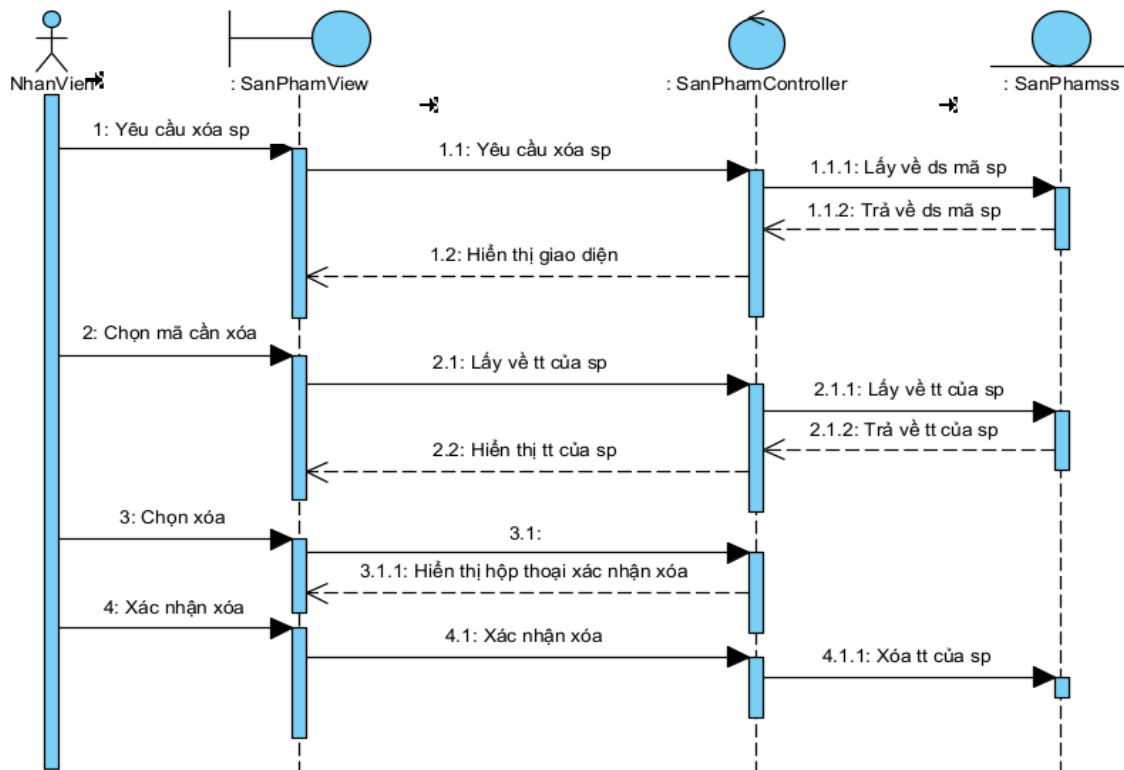 NhanVien
: SanPhamView
: SanPhamController
: SanPhamss
1: Yêu cầu xóa sp
1.1: Yêu cầu xóa sp
1.1.1: Lấy về ds mã sp
1.1.2: Trả về ds mã sp
1.2: Hiển thị giao diện
2: Chọn mã cần xóa
2.1: Lấy về tt của sp
2.1.1: Lấy về tt của sp
2.1.2: Trả về tt của sp
2.2: Hiển thị tt của sp
3: Chọn xóa
3.1:
3.1.1: Hiển thị hộp thoại xác nhận xóa
4: Xác nhận xóa
4.1: Xác nhận xóa
4.1.1: Xóa tt của sp